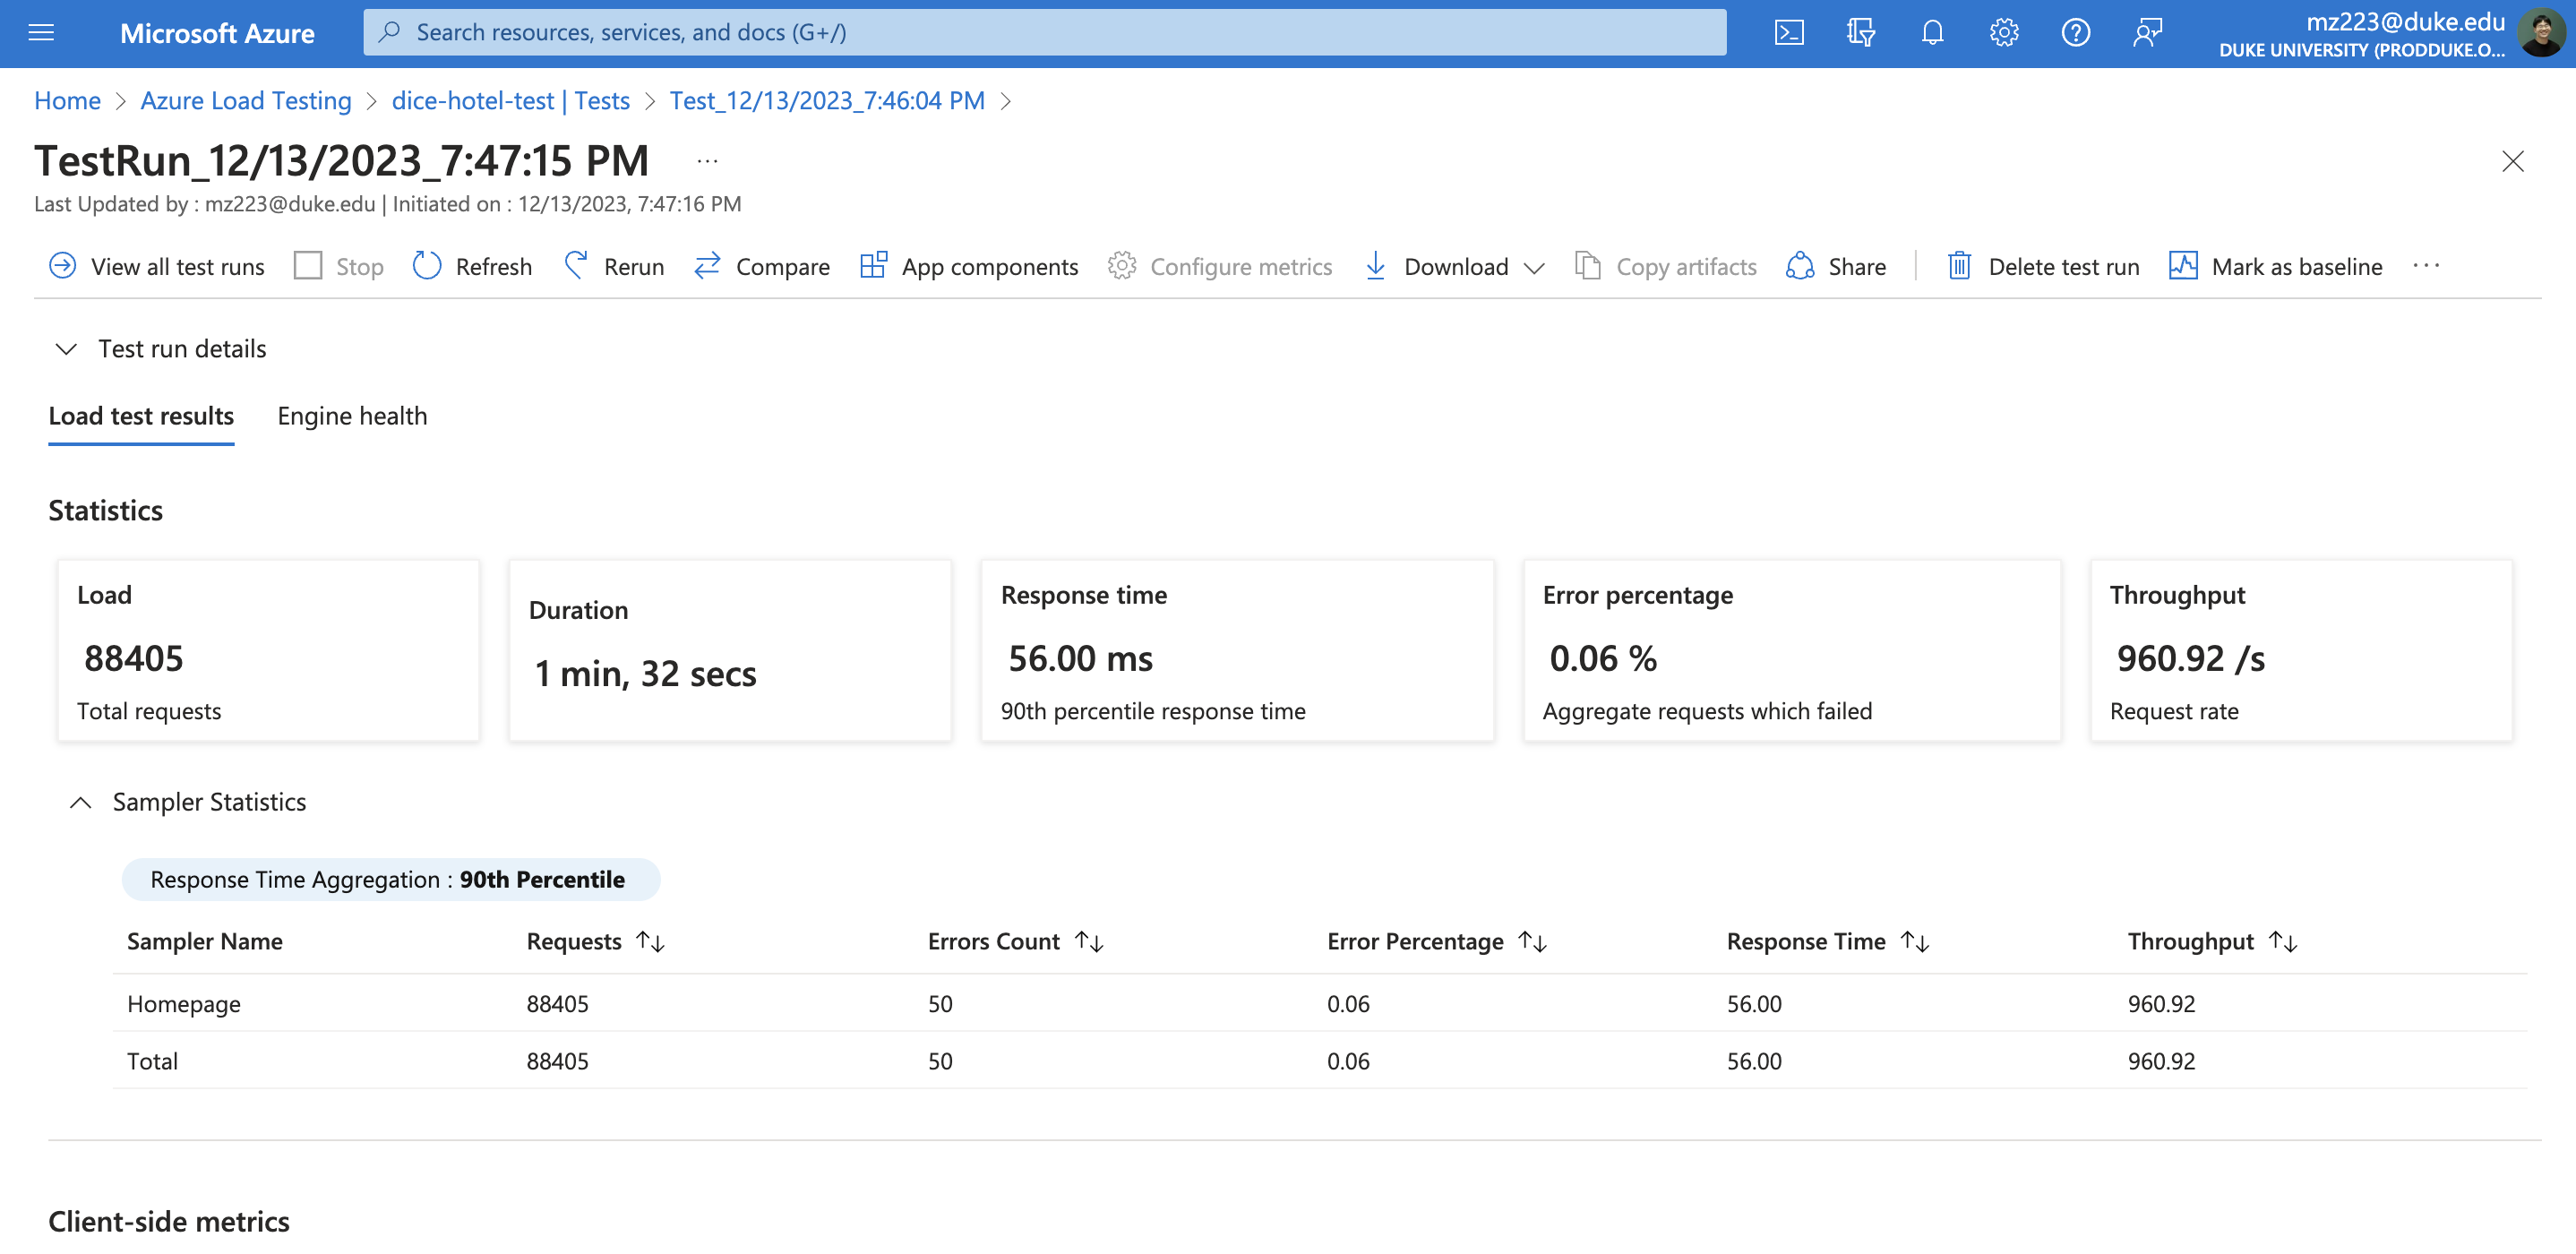 Microsoft Azure
Search resources, services, and docs (G+/)
mz223@duke.edu
DUKE UNIVERSITY (PRODDUKE.O...
Home > Azure Load Testing > dice-hotel-test | Tests > Test_12/13/2023_7:46:04 PM >
TestRun_12/13/2023_7:47:15 PM ...
Last Updated by : mz223@duke.edu | Initiated on : 12/13/2023, 7:47:16 PM
View all test runs Stop Refresh Rerun Compare App components Configure metrics Download Copy artifacts Share Delete test run Mark as baseline ...
Test run details
Load test results Engine health
Statistics
Load
88405
Total requests
Duration
1 min, 32 secs
Response time
56.00 ms
90th percentile response time
Error percentage
0.06 %
Aggregate requests which failed
Throughput
960.92 /s
Request rate
Sampler Statistics
Response Time Aggregation : 90th Percentile
Sampler Name Requests ↑↓ Errors Count ↑↓ Error Percentage ↑↓ Response Time ↑↓ Throughput ↑↓
Homepage 88405 50 0.06 56.00 960.92
Total 88405 50 0.06 56.00 960.92
Client-side metrics